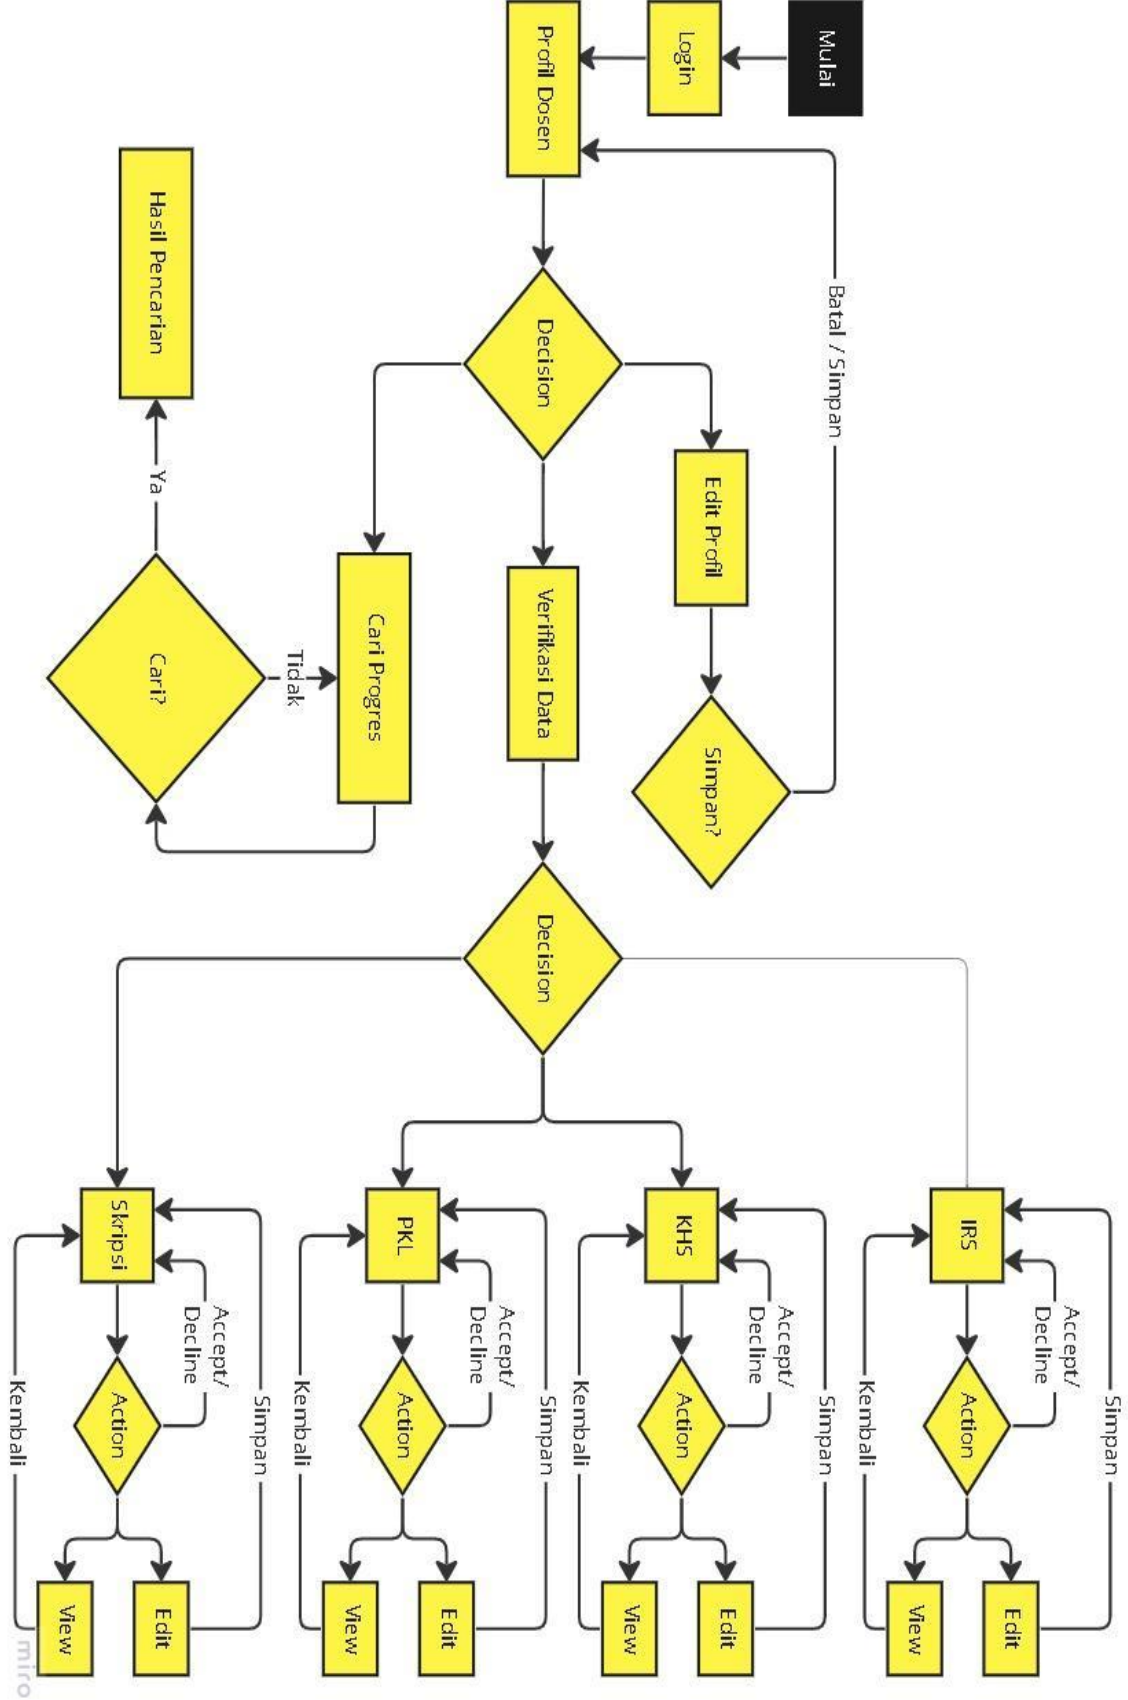 Mulai
Login
Profil Dosen
Batal / Simpan
Decision
Edit Profil
Simpan?
Verifikasi Data
Cari Progres
Tidak
Cari?
Ya
Hasil Pencarian
Decision
IRS
Accept/
Decline
Action
Simpan
Kembali
Edit
View
KHS
Accept/
Decline
Action
Simpan
Kembali
Edit
View
PKL
Accept/
Decline
Action
Simpan
Kembali
Edit
View
Skripsi
Accept/
Decline
Action
Simpan
Kembali
Edit
View
miro